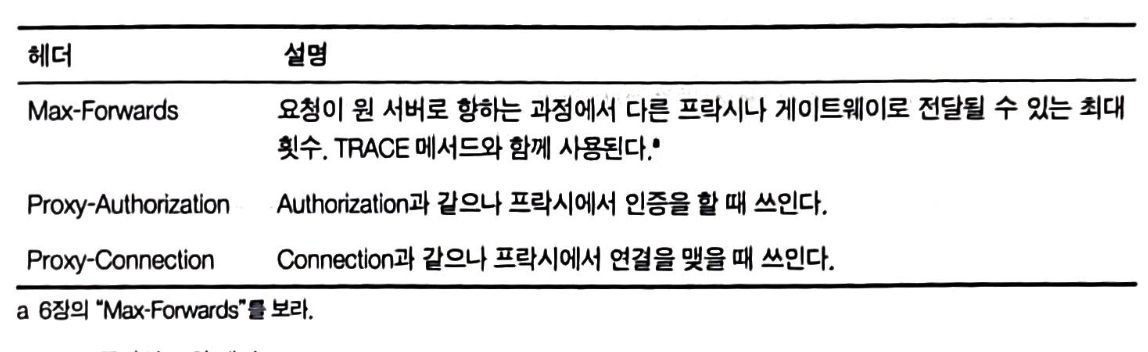 헤더 설명
Max-Forwards 요청이 원 서버로 향하는 과정에서 다른 프락시나 게이트웨이로 전달될 수 있는 최대
횟수. TRACE 메서드와 함께 사용된다.a
Proxy-Authorization Authorization과 같으나 프락시에서 인증을 할 때 쓰인다.
Proxy-Connection Connection과 같으나 프락시에서 연결을 맺을 때 쓰인다.
a 6장의 "Max-Forwards"를 보라.